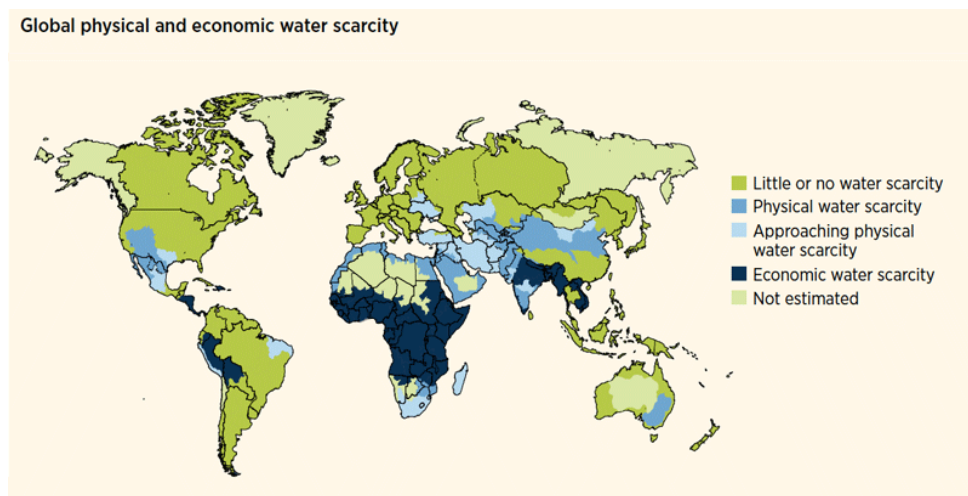 Global physical and economic water scarcity
Little or no water scarcity
Physical water scarcity
Approaching physical
water scarcity
Economic water scarcity
Not estimated